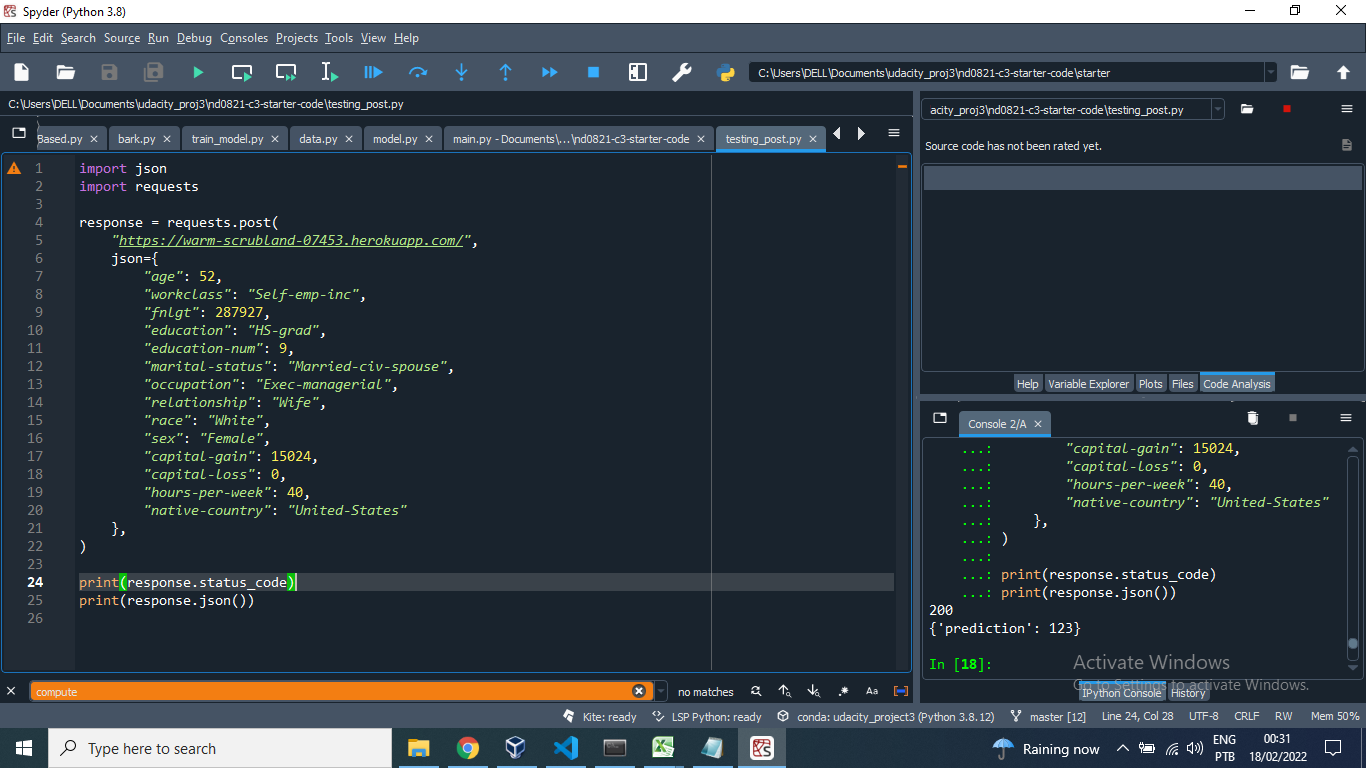 Spyder (Python 3.8)
File Edit Search Source Run Debug Consoles Projects Tools View Help
C:\Users\DELL\Documents\udacity_proj3\nd0821-c3-starter-code\starter
C:\Users\DELL\Documents\udacity_proj3\nd0821-c3-starter-code\testing_post.py
Based.py bark.py train_model.py data.py model.py main.py - Documents\...\nd0821-c3-starter-code testing_post.py
1 import json
2 import requests
3
4 response = requests.post(
5 "https://warm-scrubland-07453.herokuapp.com/",
6 json={
7 "age": 52,
8 "workclass": "Self-emp-inc",
9 "fnlgt": 287927,
10 "education": "HS-grad",
11 "education-num": 9,
12 "marital-status": "Married-civ-spouse",
13 "occupation": "Exec-managerial",
14 "relationship": "Wife",
15 "race": "White",
16 "sex": "Female",
17 "capital-gain": 15024,
18 "capital-loss": 0,
19 "hours-per-week": 40,
20 "native-country": "United-States"
21 },
22 )
23
24 print(response.status_code)
25 print(response.json())
26
compute
no matches
Aa
acity_proj3\nd0821-c3-starter-code\testing_post.py
Source code has not been rated yet.
Help Variable Explorer Plots Files Code Analysis
Console 2/A
...: "capital-gain": 15024,
...: "capital-loss": 0,
...: "hours-per-week": 40,
...: "native-country": "United-States"
...: },
...: )
...:
...: print(response.status_code)
...: print(response.json())
200
{'prediction': 123}
In [18]:
Activate Windows
Go to Settings to activate Windows.
IPython Console History
Kite: ready LSP Python: ready conda: udacity_project3 (Python 3.8.12) master [12] Line 24, Col 28 UTF-8 CRLF RW Mem 50%
Type here to search
Raining now
ENG
PTB
00:31
18/02/2022